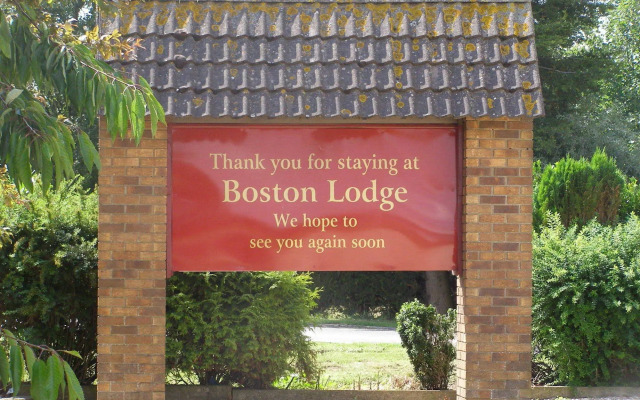 Thank you for staying at
Boston Lodge
We hope to
see you again soon